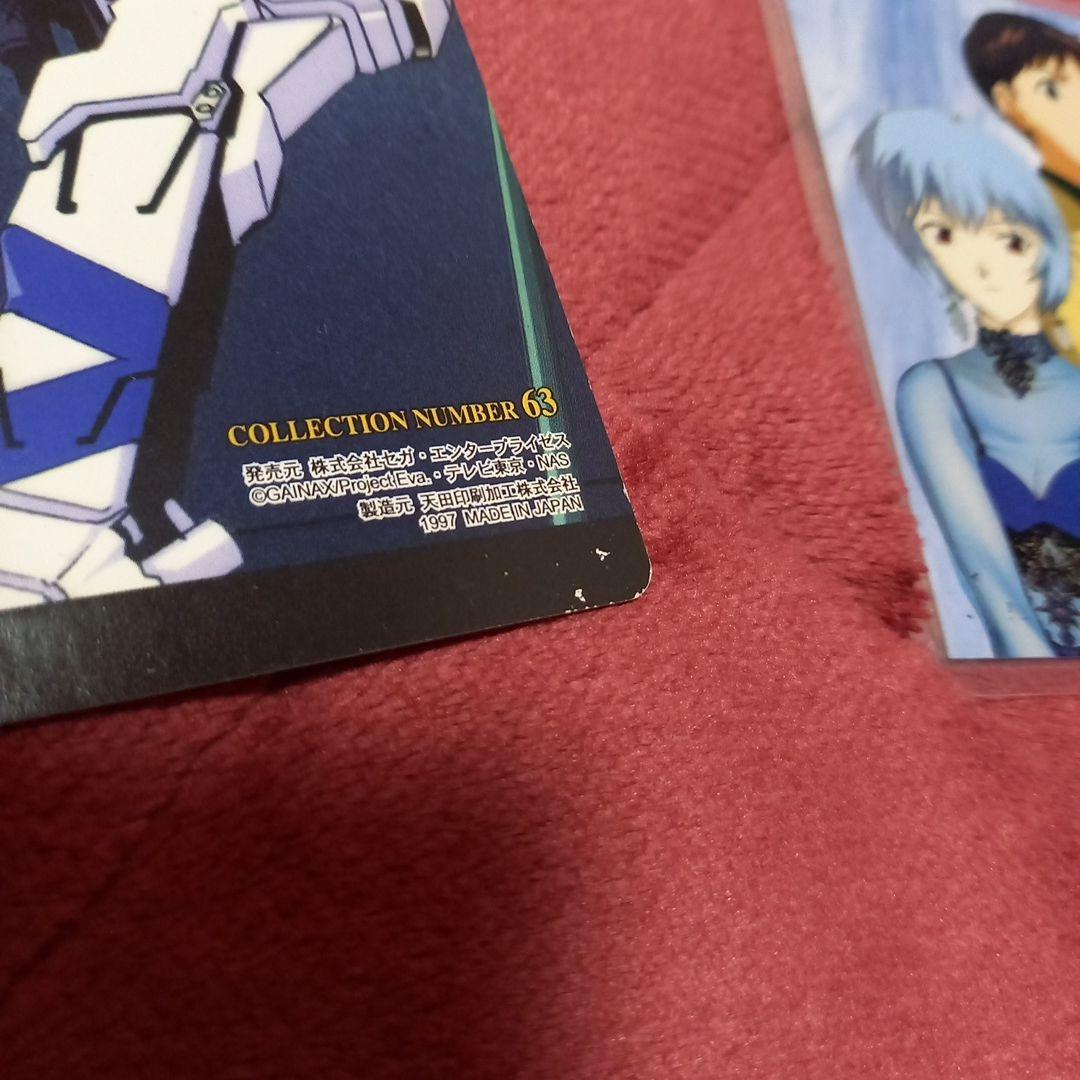 COLLECTION NUMBER 63
発売元 株式会社セガ・エンタープライゼス
©GAINAX/Project Eva.・テレビ東京・NAS
製造元 天田印刷加工株式会社
1997 MADE IN JAPAN